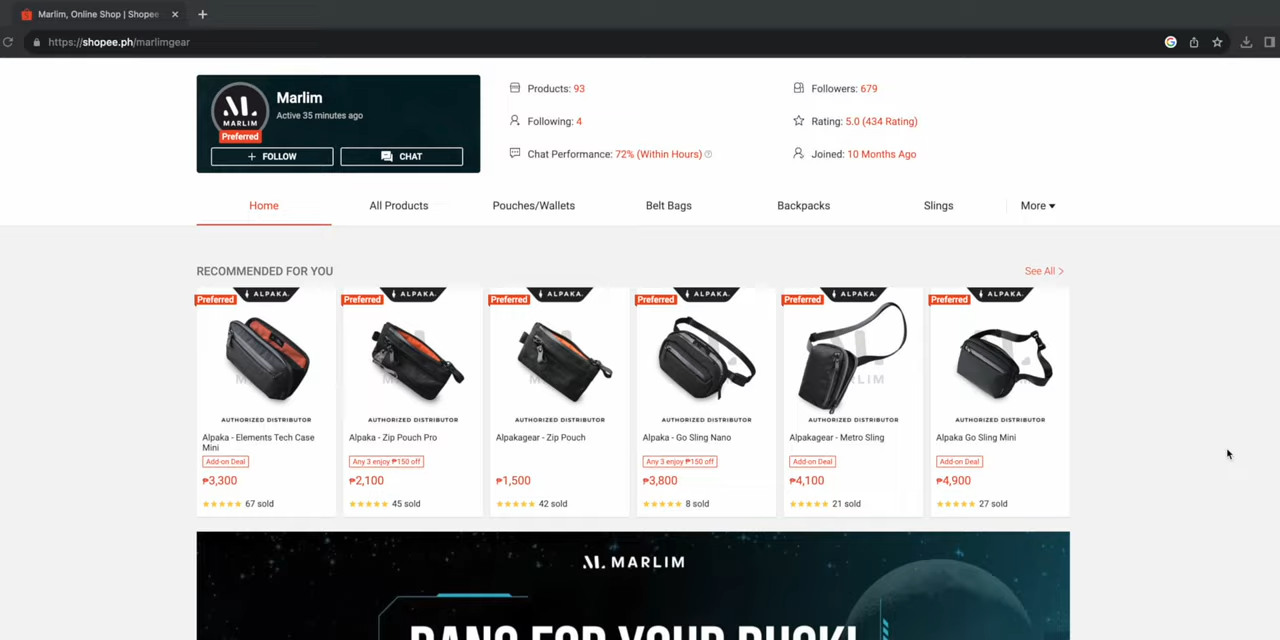 Marlim, Online Shop | Shopee
https://shopee.ph/marlimgear
MARLIM
Preferred
Marlim
Active 35 minutes ago
+ FOLLOW
CHAT
Products: 93
Following: 4
Chat Performance: 72% (Within Hours)
Followers: 679
Rating: 5.0 (434 Rating)
Joined: 10 Months Ago
Home
All Products
Pouches/Wallets
Belt Bags
Backpacks
Slings
More
RECOMMENDED FOR YOU
See All >
Preferred
ALPAKA.
AUTHORIZED DISTRIBUTOR
Alpaka - Elements Tech Case
Mini
Add-on Deal
₱3,300
67 sold
Preferred
ALPAKA.
AUTHORIZED DISTRIBUTOR
Alpaka - Zip Pouch Pro
Any 3 enjoy ₱150 off
₱2,100
45 sold
Preferred
ALPAKA.
AUTHORIZED DISTRIBUTOR
Alpakagear - Zip Pouch
₱1,500
42 sold
Preferred
ALPAKA.
AUTHORIZED DISTRIBUTOR
Alpaka - Go Sling Nano
Any 3 enjoy ₱150 off
₱3,800
8 sold
Preferred
ALPAKA.
AUTHORIZED DISTRIBUTOR
Alpakagear - Metro Sling
Add-on Deal
₱4,100
21 sold
Preferred
ALPAKA.
AUTHORIZED DISTRIBUTOR
Alpaka Go Sling Mini
Add-on Deal
₱4,900
27 sold
MARLIM
BANG FOR YOUR BUCK!